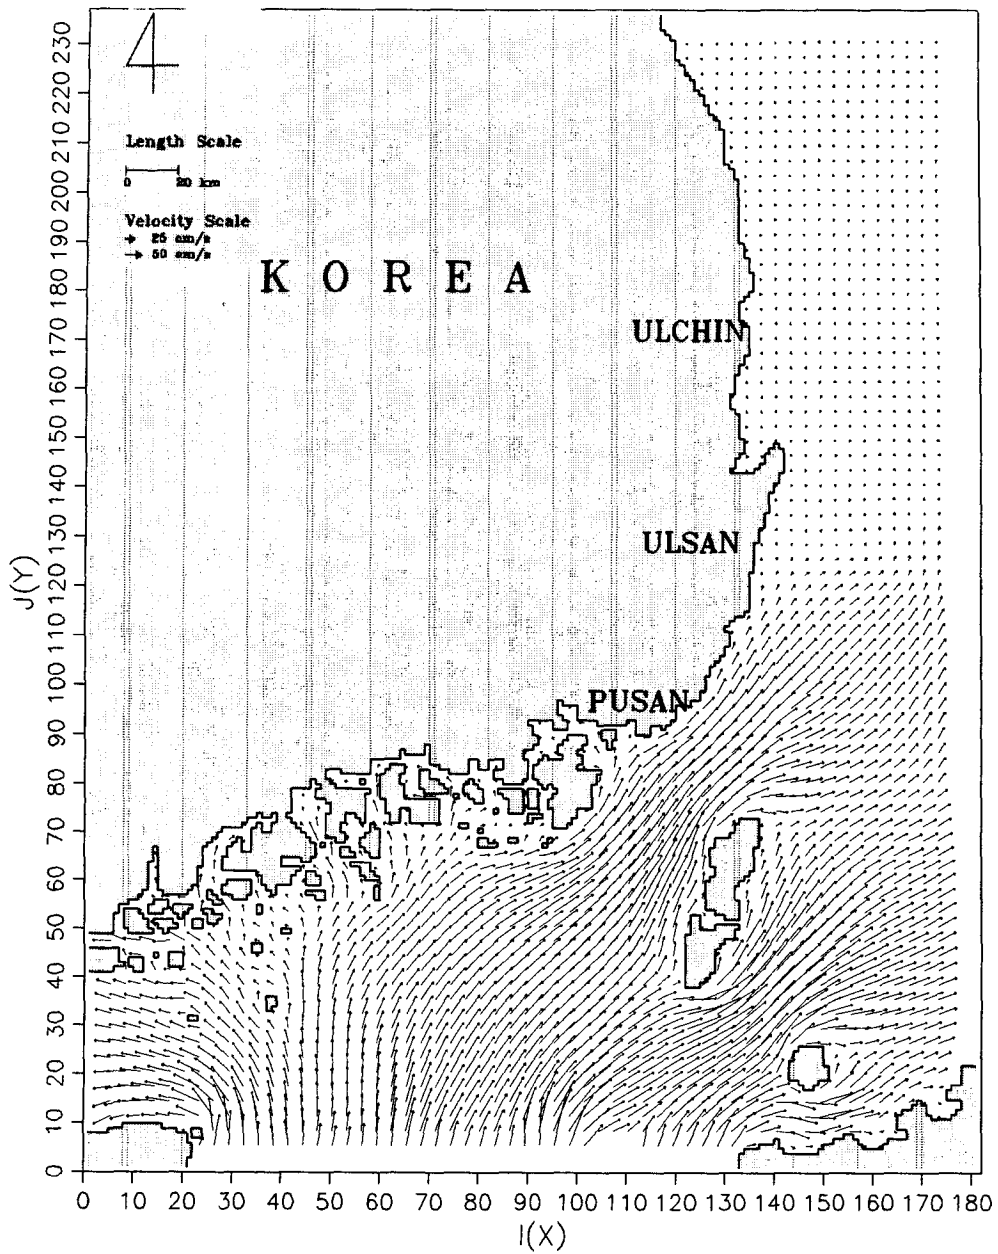 230
220
210
200
190
180
170
160
150
140
130
120
110
100
90
80
70
60
50
40
30
20
10
0
J(Y)
Length Scale
0 20 km
Velocity Scale
25 cm/s
50 cm/s
KOREA
ULCHIN
ULSAN
PUSAN
0 10 20 30 40 50 60 70 80 90 100 110 120 130 140 150 160 170 180
I(X)